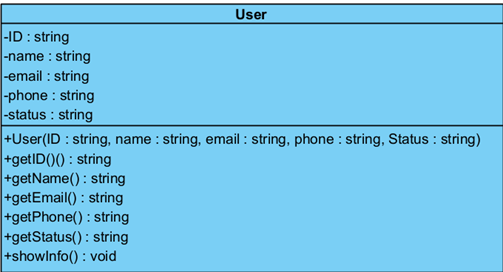 User
-ID : string
-name : string
-email : string
-phone : string
-status : string
+User(ID : string, name : string, email : string, phone : string, Status : string)
+getID()() : string
+getName() : string
+getEmail() : string
+getPhone() : string
+getStatus() : string
+showInfo() : void